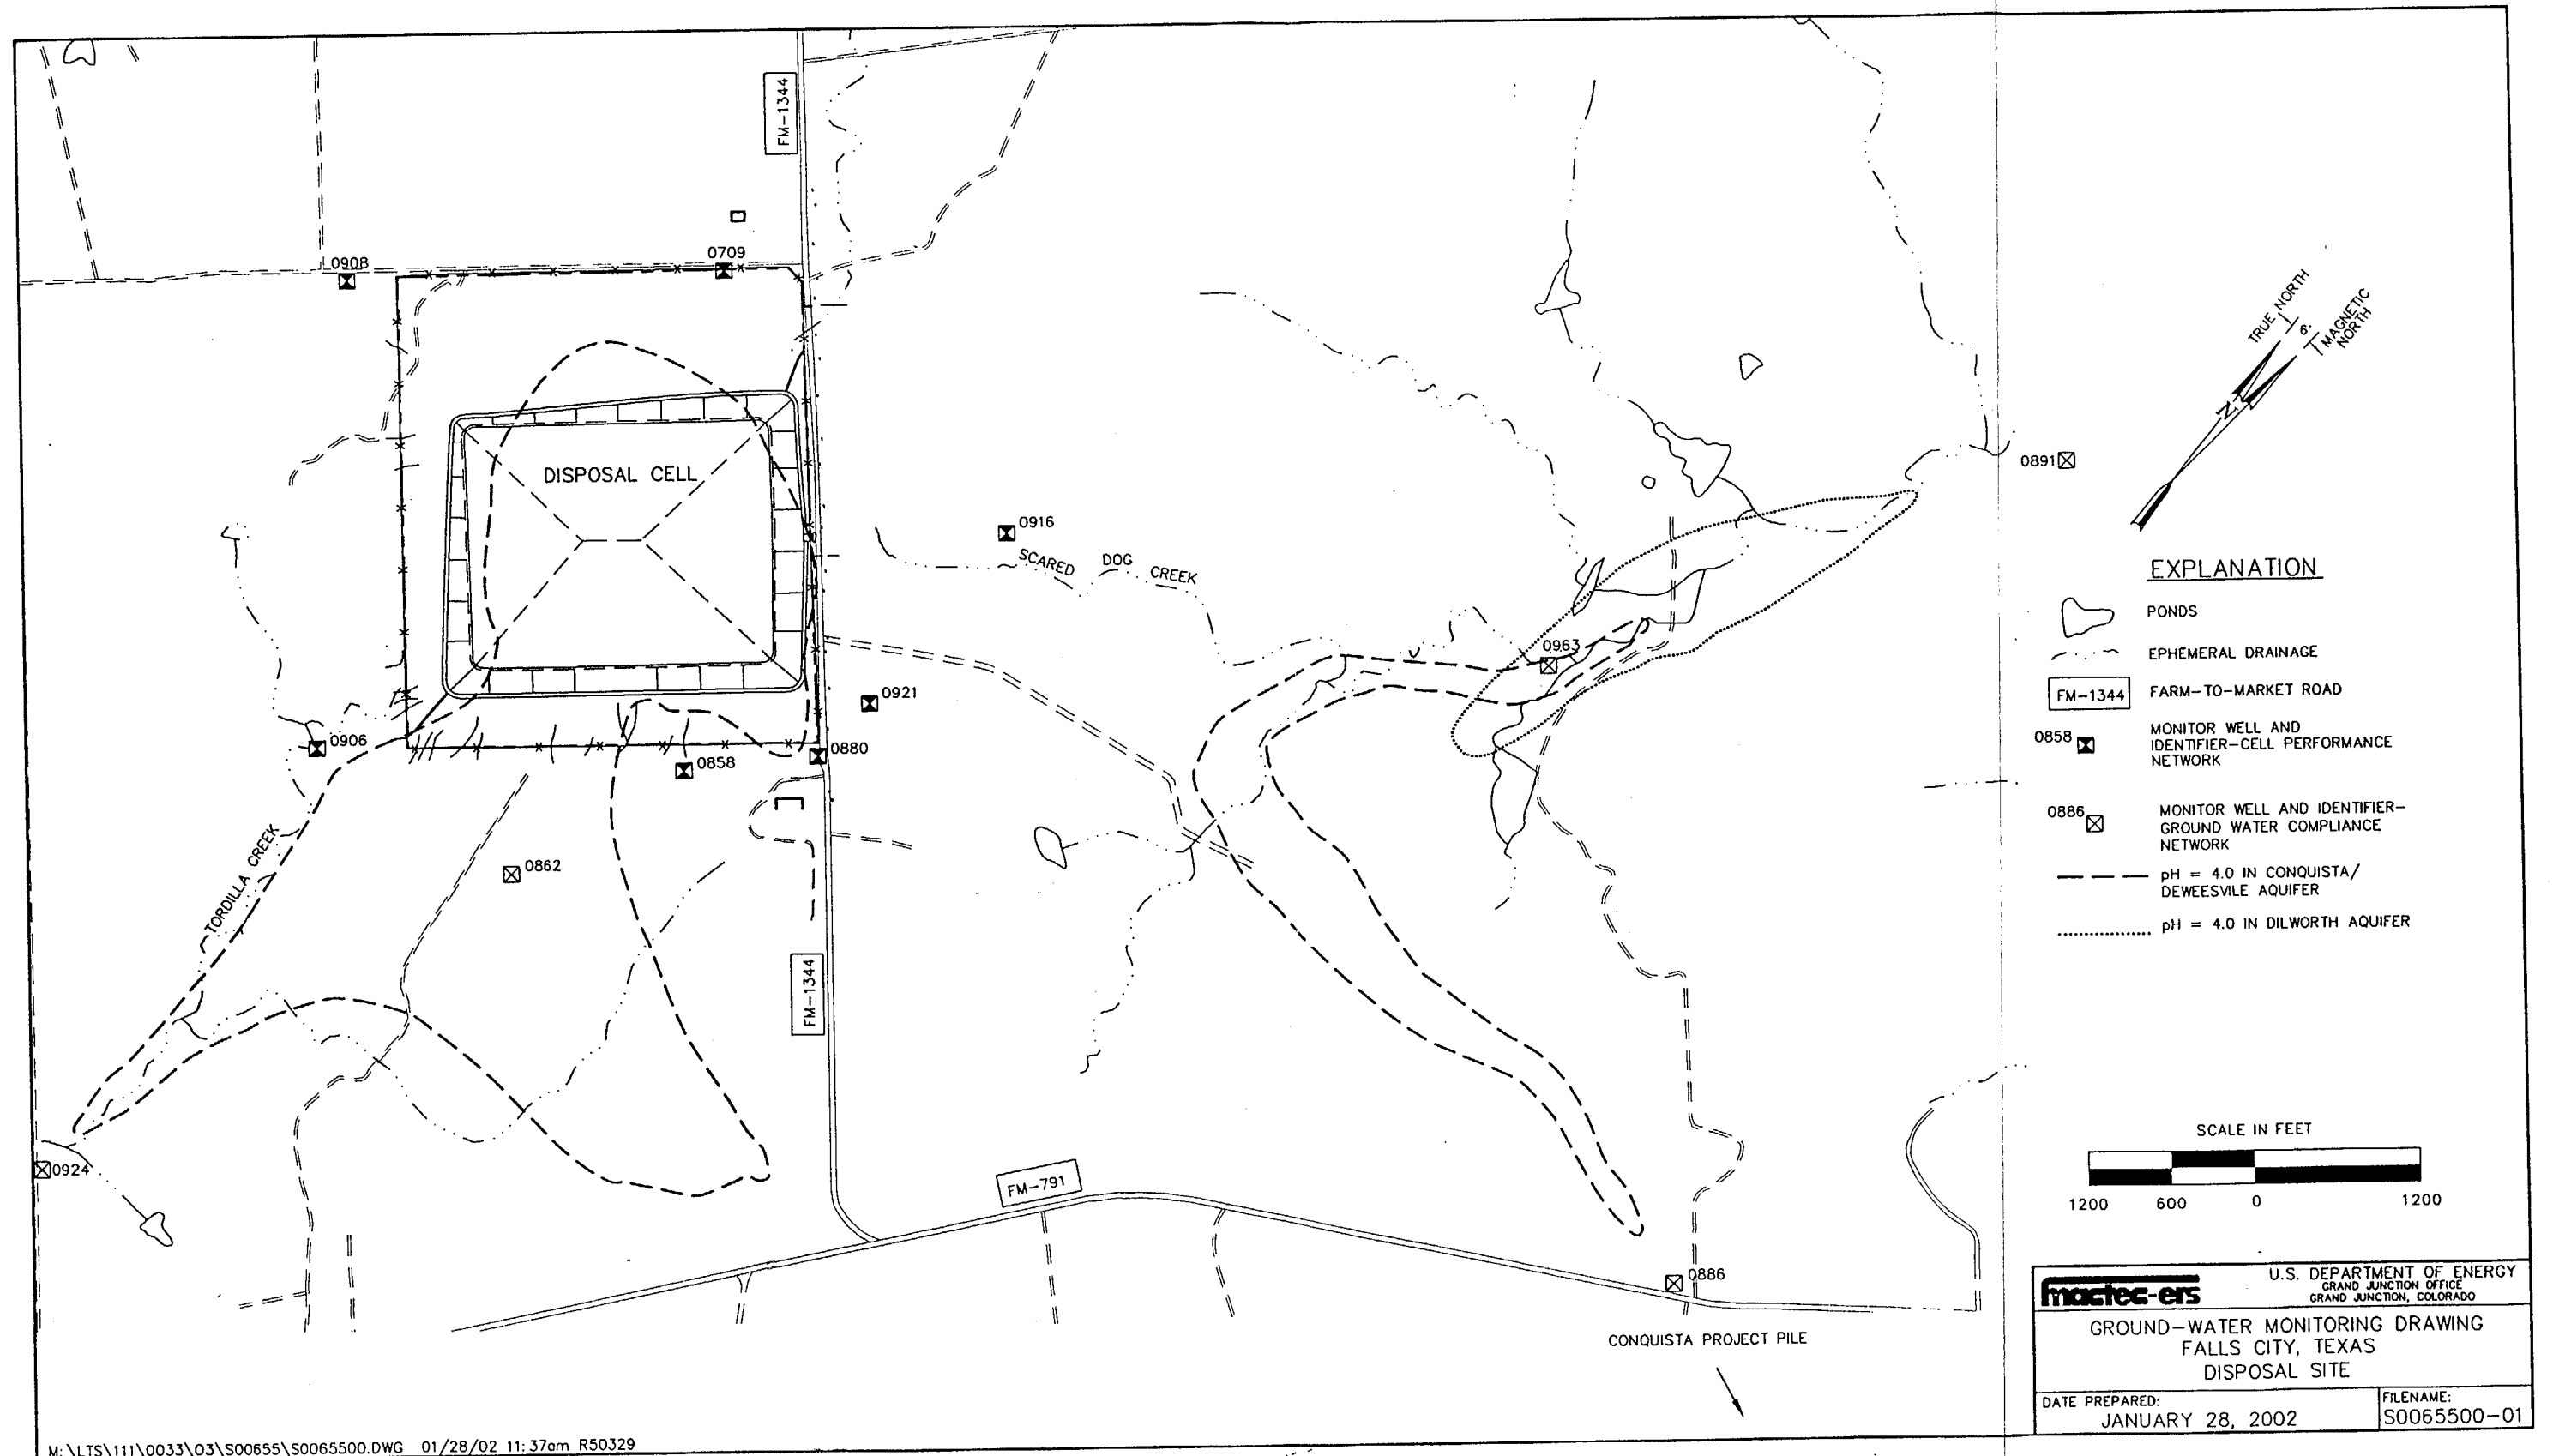 FM-1344
0908
0709
DISPOSAL CELL
0916
SCARED DOG CREEK
0921
0906
0858
0880
0862
TORDILLA CREEK
FM-1344
0924
FM-791
0963
0891
0886
CONQUISTA PROJECT PILE
TRUE NORTH
6°
MAGNETIC
NORTH
N
EXPLANATION
PONDS
EPHEMERAL DRAINAGE
FM-1344 FARM-TO-MARKET ROAD
0858 MONITOR WELL AND
IDENTIFIER-CELL PERFORMANCE
NETWORK
0886 MONITOR WELL AND IDENTIFIER-
GROUND WATER COMPLIANCE
NETWORK
pH = 4.0 IN CONQUISTA/
DEWEESVILE AQUIFER
pH = 4.0 IN DILWORTH AQUIFER
SCALE IN FEET
1200 600 0 1200
mactec-ers
U.S. DEPARTMENT OF ENERGY
GRAND JUNCTION OFFICE
GRAND JUNCTION, COLORADO
GROUND-WATER MONITORING DRAWING
FALLS CITY, TEXAS
DISPOSAL SITE
DATE PREPARED:
JANUARY 28, 2002
FILENAME:
S0065500-01
M:\LTS\111\0033\03\S00655\S0065500.DWG 01/28/02 11:37am R50329